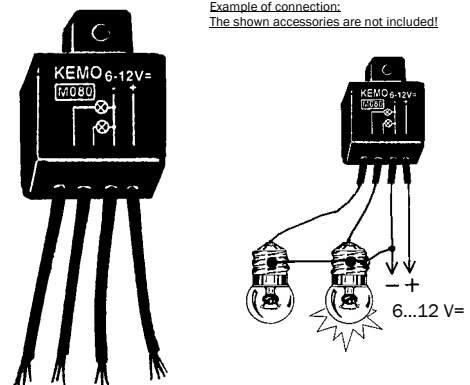 Example of connection:
The shown accessories are not included!
KEMO 6-12V=
M080
- +
KEMO 6-12V=
M080
- +
- +
6...12 V=